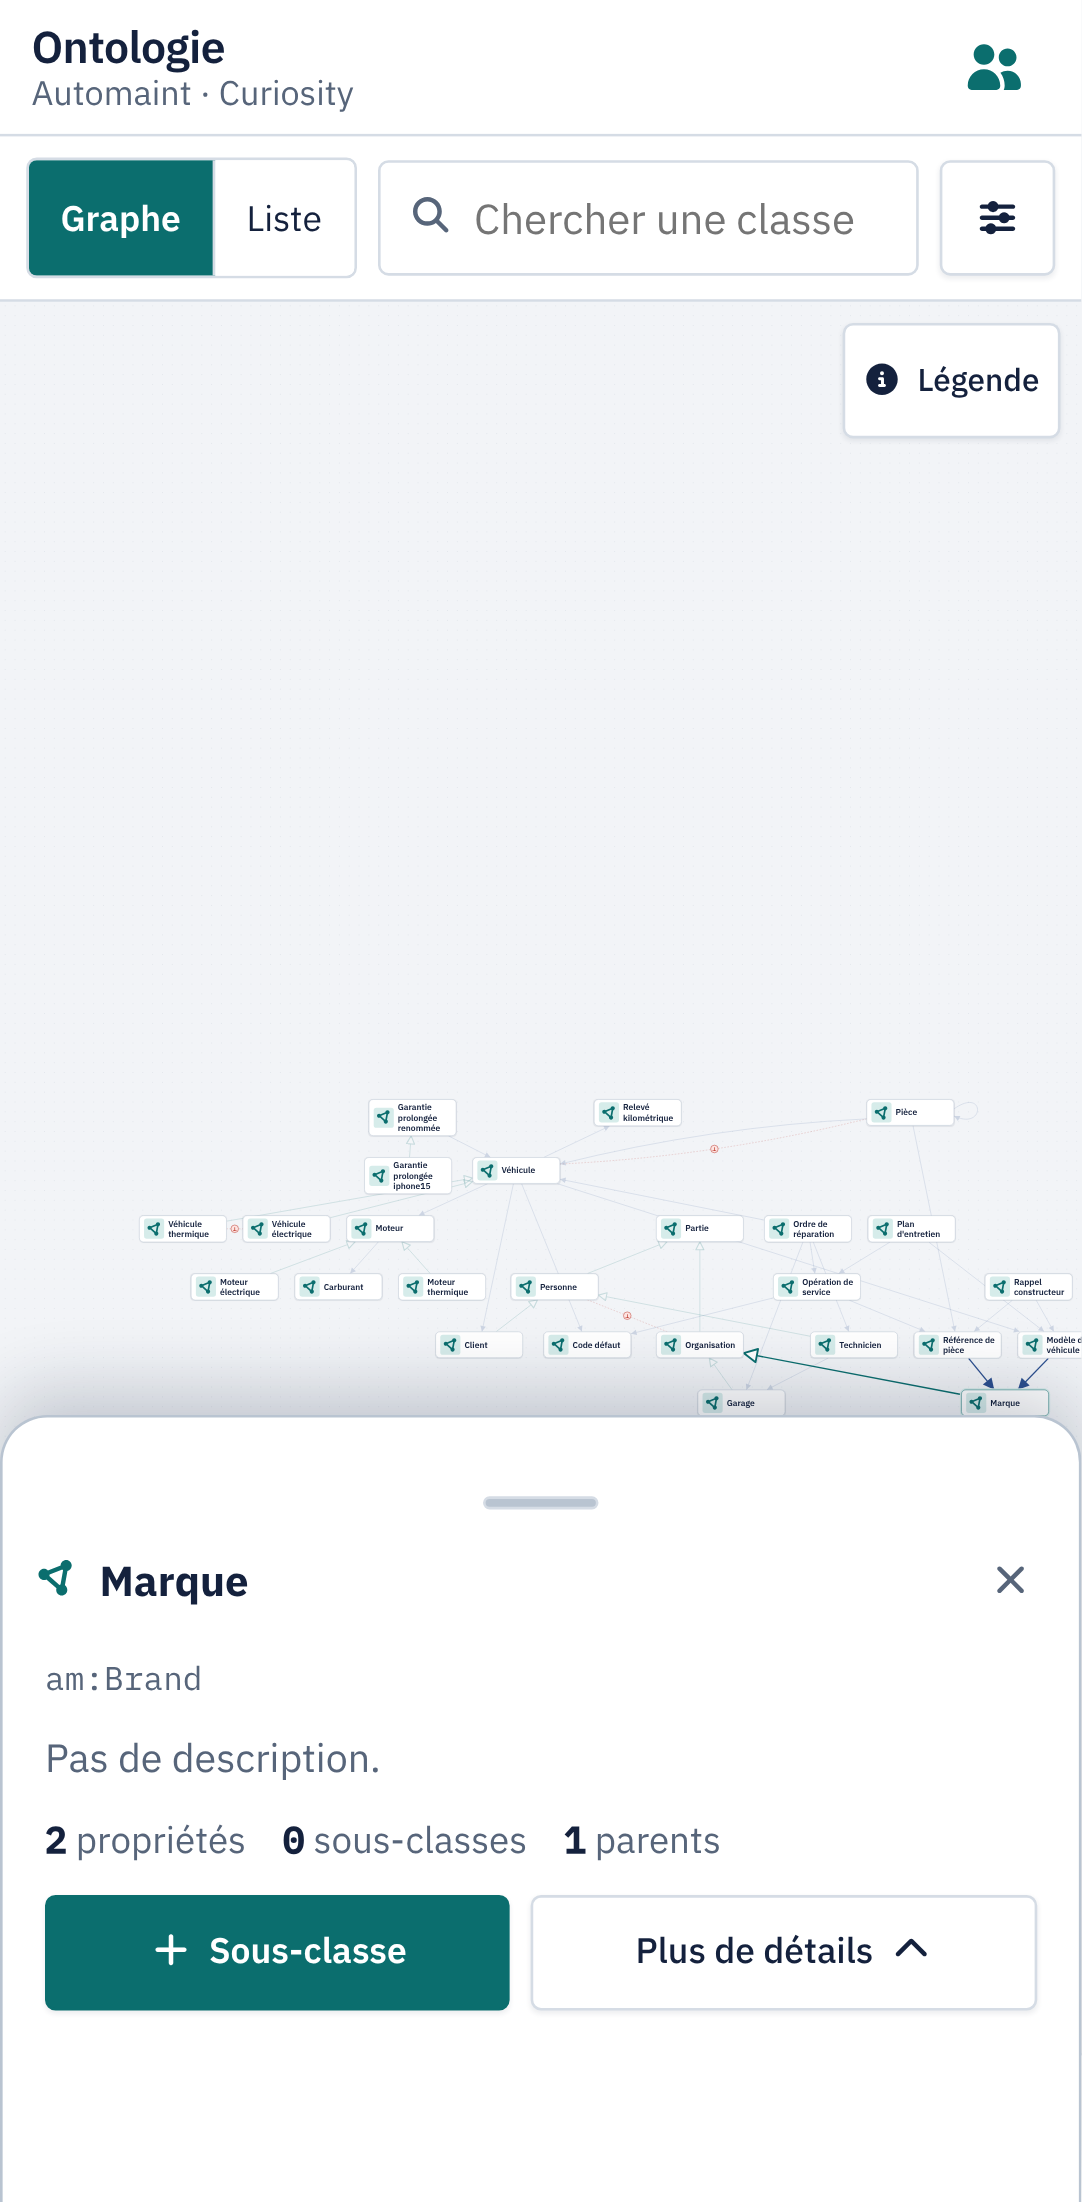 Ontologie
Automaint · Curiosity
Graphe
Liste
Chercher une classe
Légende
Garantie
prolongée
renommée
Relevé
kilométrique
Pièce
Garantie
prolongée
iphone15
Véhicule
Véhicule
thermique
Véhicule
électrique
Moteur
Partie
Ordre de
réparation
Plan
d'entretien
Moteur
électrique
Carburant
Moteur
thermique
Personne
Opération de
service
Rappel
constructeur
Client
Code défaut
Organisation
Technicien
Référence de
pièce
Modèle d
véhicule
Garage
Marque
Marque
am:Brand
Pas de description.
2 propriétés 0 sous-classes 1 parents
Sous-classe
Plus de détails